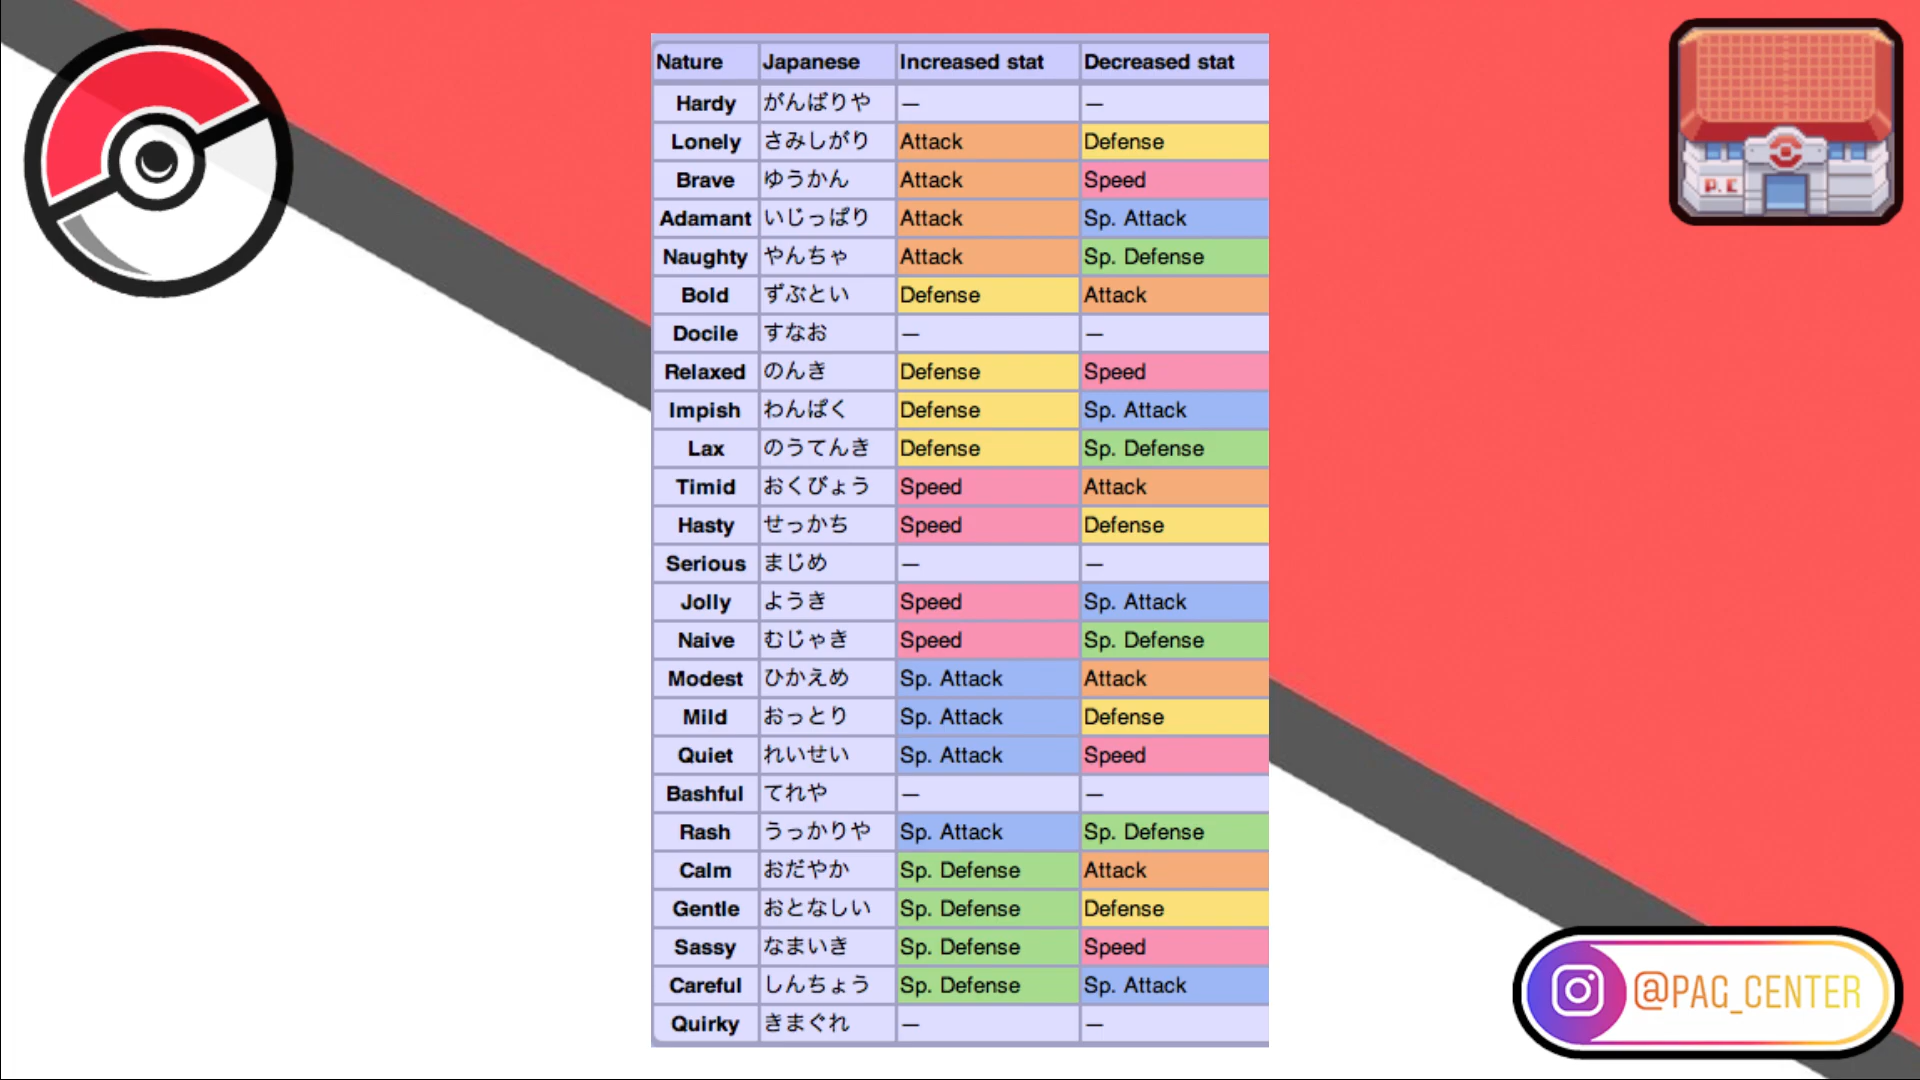 Nature Japanese Increased stat Decreased stat
Hardy がんばりや — —
Lonely さみしがり Attack Defense
Brave ゆうかん Attack Speed
Adamant いじっぱり Attack Sp. Attack
Naughty やんちゃ Attack Sp. Defense
Bold ずぶとい Defense Attack
Docile すなお — —
Relaxed のんき Defense Speed
Impish わんぱく Defense Sp. Attack
Lax のうてんき Defense Sp. Defense
Timid おくびょう Speed Attack
Hasty せっかち Speed Defense
Serious まじめ — —
Jolly ようき Speed Sp. Attack
Naive むじゃき Speed Sp. Defense
Modest ひかえめ Sp. Attack Attack
Mild おっとり Sp. Attack Defense
Quiet れいせい Sp. Attack Speed
Bashful てれや — —
Rash うっかりや Sp. Attack Sp. Defense
Calm おだやか Sp. Defense Attack
Gentle おとなしい Sp. Defense Defense
Sassy なまいき Sp. Defense Speed
Careful しんちょう Sp. Defense Sp. Attack
Quirky きまぐれ — —
P.C
@PAG_CENTER